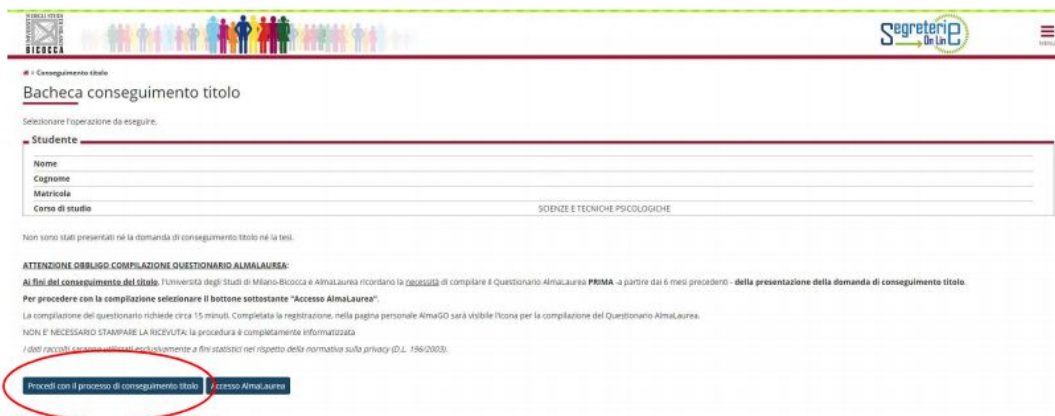 BICOCCA
Segreterie
On Line
MENU
» Conseguimento titolo
Bacheca conseguimento titolo
Selezionare l'operazione da eseguire.
Studente
Nome
Cognome
Matricola
Corso di studio SCIENZE E TECNICHE PSICOLOGICHE
Non sono stati presentati né la domanda di conseguimento titolo né la tesi.
ATTENZIONE OBBLIGO COMPILAZIONE QUESTIONARIO ALMALAUREA:
Ai fini del conseguimento del titolo, l'Università degli Studi di Milano-Bicocca e AlmaLaurea ricordano la necessità di compilare il Questionario AlmaLaurea PRIMA -a partire dai 6 mesi precedenti - della presentazione della domanda di conseguimento titolo.
Per procedere con la compilazione selezionare il bottone sottostante "Accesso AlmaLaurea".
La compilazione del questionario richiede circa 15 minuti. Completata la registrazione, nella pagina personale AlmaGO sarà visibile l'icona per la compilazione del Questionario AlmaLaurea.
NON E' NECESSARIO STAMPARE LA RICEVUTA: la procedura è completamente informatizzata
I dati raccolti saranno utilizzati esclusivamente a fini statistici nel rispetto della normativa sulla privacy (D.L. 196/2003).
Procedi con il processo di conseguimento titolo Accesso AlmaLaurea